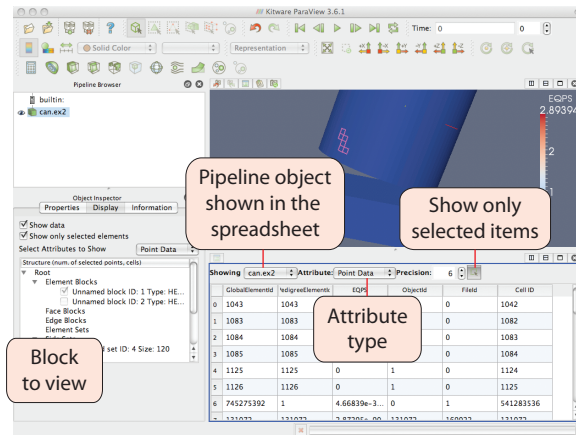 Kitware ParaView 3.6.1
Time: 0 0
Solid Color
Representation
Pipeline Browser
builtin:
can.ex2
EQPS
2.8939
2
1
Pipeline object
shown in the
spreadsheet
Show only
selected items
Object Inspector
Properties Display Information
Show data
Show only selected elements
Select Attributes to Show Point Data
Structure (num. of selected points, cells)
Root
Element Blocks
Unnamed block ID: 1 Type: HE...
Unnamed block ID: 2 Type: HE...
Face Blocks
Edge Blocks
Element Sets
set ID: 4 Size: 120
Block
to view
Showing can.ex2 Attribute: Point Data Precision: 6
GlobalElementId EQPS ObjectId FileId Cell ID
0 1043 1043 0 1042
1 1083 1083 0 1082
2 1084 1084 0 1083
3 1085 1085 0 1084
4 1125 1125 0 1 0 1124
5 1126 1126 0 1 0 1125
6 745275392 1 4.66839e-3... 0 1 541283536
Attribute
type